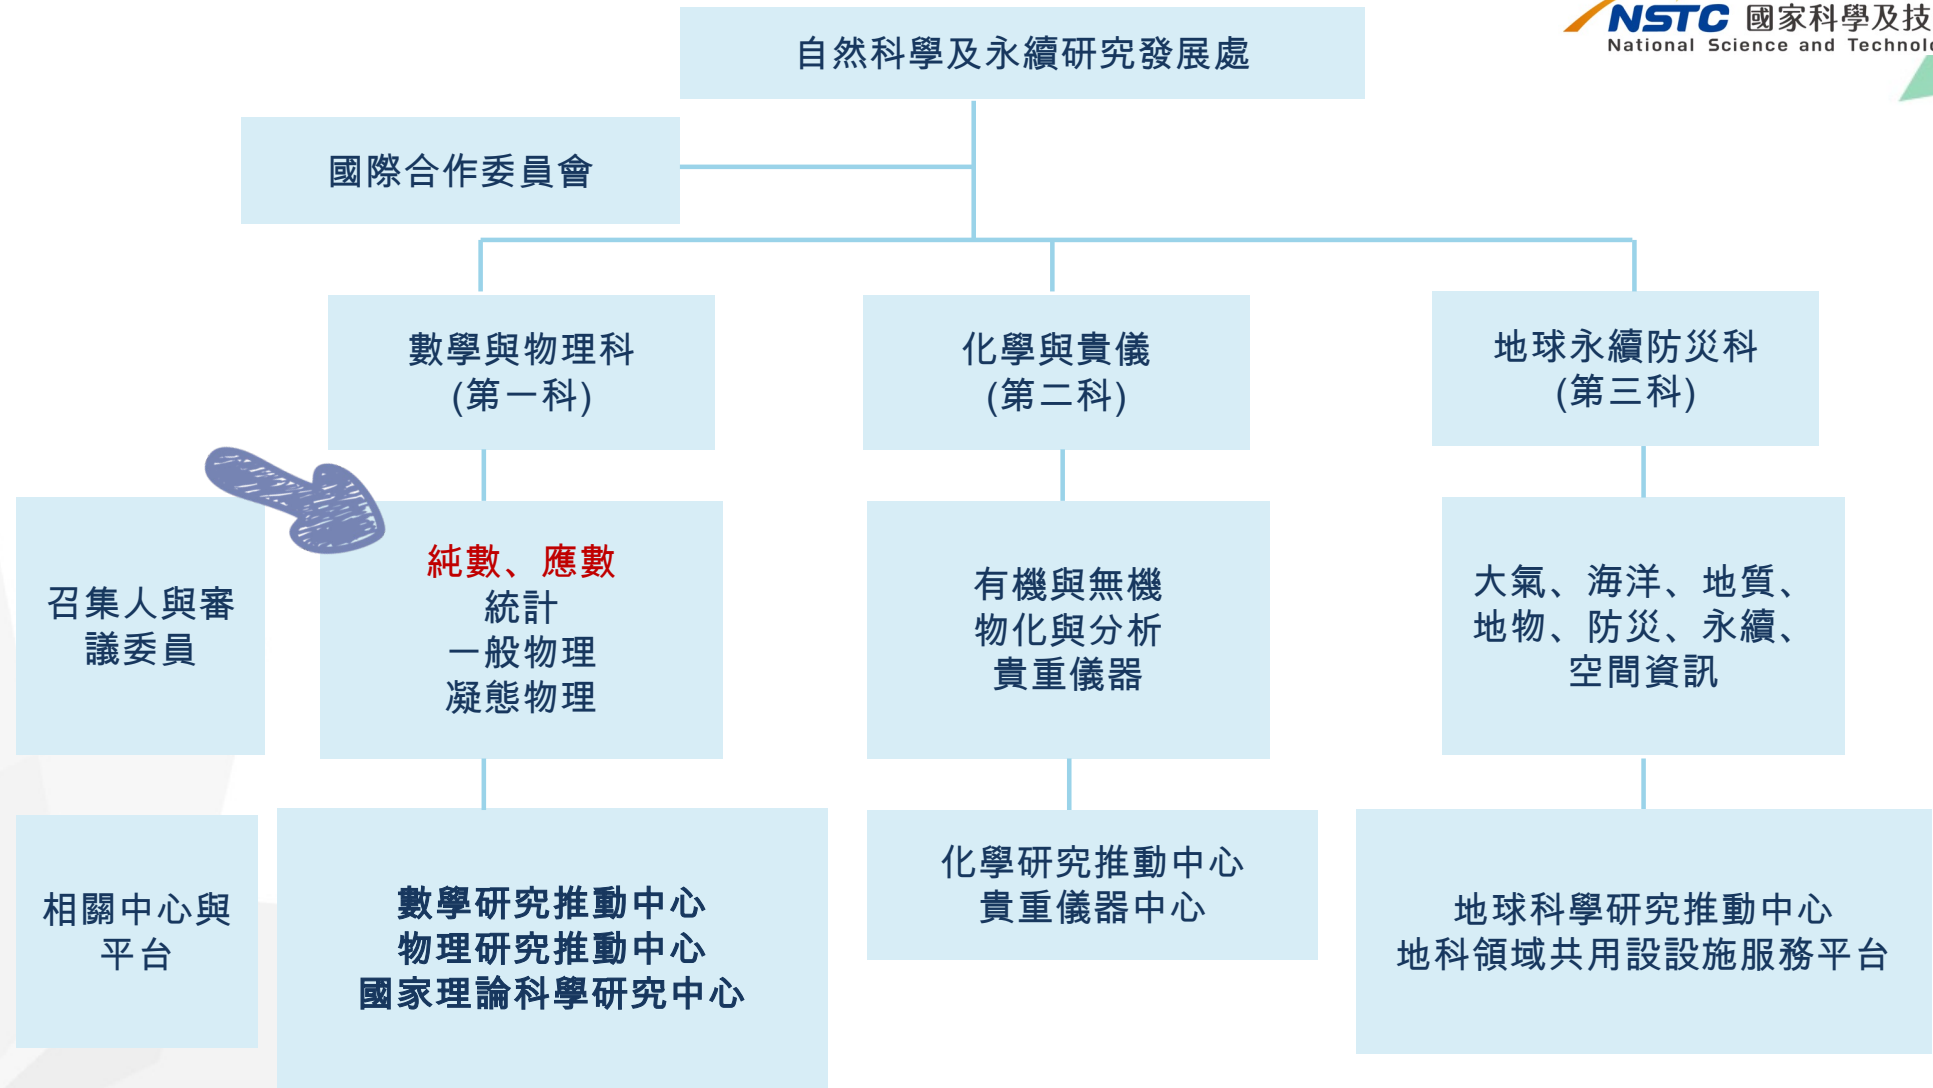 NSTC 國家科學及技
National Science and Technol
自然科學及永續研究發展處
國際合作委員會
數學與物理科
(第一科)
化學與貴儀
(第二科)
地球永續防災科
(第三科)
召集人與審
議委員
純數、應數
統計
一般物理
凝態物理
有機與無機
物化與分析
貴重儀器
大氣、海洋、地質、
地物、防災、永續、
空間資訊
相關中心與
平台
數學研究推動中心
物理研究推動中心
國家理論科學研究中心
化學研究推動中心
貴重儀器中心
地球科學研究推動中心
地科領域共用設設施服務平台